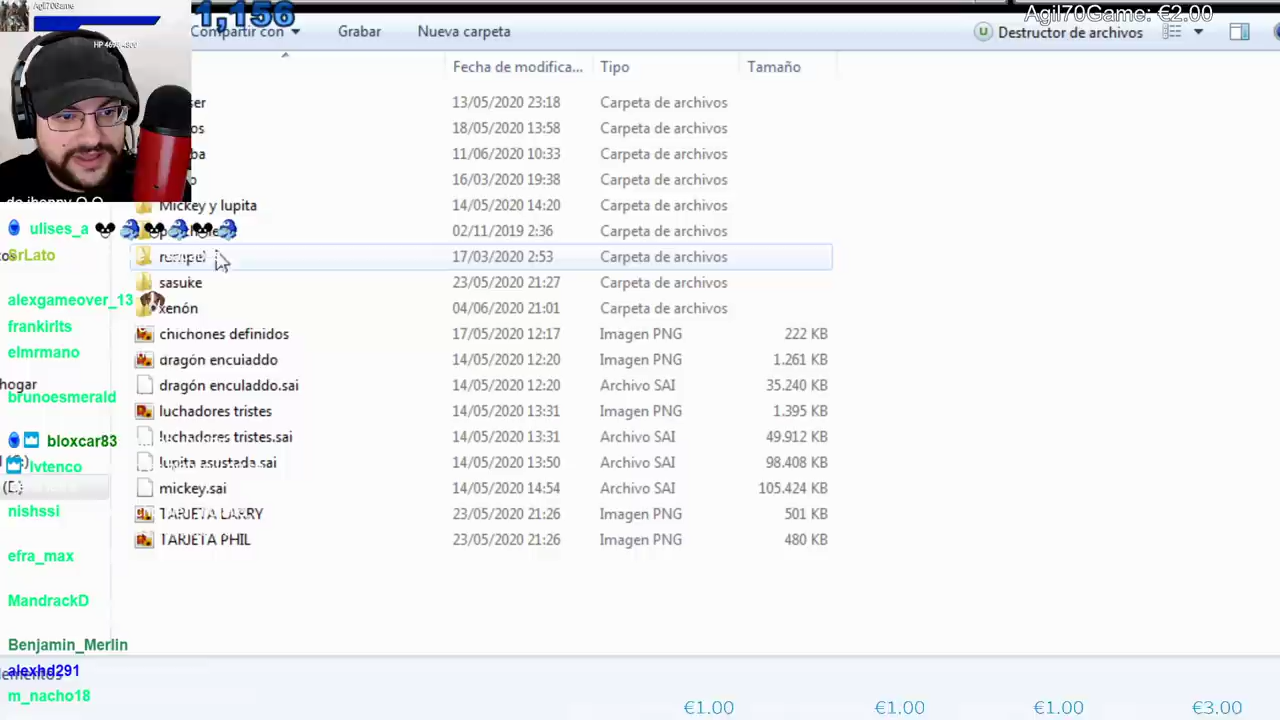 Agil70Game
1,156
Agil70Game: €2.00
HP 469
Compartir con Grabar Nueva carpeta Destructor de archivos
Fecha de modifica... Tipo Tamaño
ser 13/05/2020 23:18 Carpeta de archivos
os 18/05/2020 13:58 Carpeta de archivos
ba 11/06/2020 10:33 Carpeta de archivos
o 16/03/2020 19:38 Carpeta de archivos
Mickey y lupita 14/05/2020 14:20 Carpeta de archivos
ulises_a 02/11/2019 2:36 Carpeta de archivos
SrLato 17/03/2020 2:53 Carpeta de archivos
sasuke 23/05/2020 21:27 Carpeta de archivos
alexgameover_13 xenón 04/06/2020 21:01 Carpeta de archivos
frankirlts chichones definidos 17/05/2020 12:17 Imagen PNG 222 KB
elmrmano dragón encuiaddo 14/05/2020 12:20 Imagen PNG 1.261 KB
hogar dragón enculaddo.sai 14/05/2020 12:20 Archivo SAI 35.240 KB
brunoesmerald luchadores tristes 14/05/2020 13:31 Imagen PNG 1.395 KB
bloxcar83 luchadores tristes.sai 14/05/2020 13:31 Archivo SAI 49.912 KB
lvtenco lupita asustada.sai 14/05/2020 13:50 Archivo SAI 98.408 KB
(E:) mickey.sai 14/05/2020 14:54 Archivo SAI 105.424 KB
nishssi TARJETA LARRY 23/05/2020 21:26 Imagen PNG 501 KB
TARJETA PHIL 23/05/2020 21:26 Imagen PNG 480 KB
efra_max
MandrackD
Benjamin_Merlin
alexhd291
m_nacho18
€1.00 €1.00 €1.00 €3.00